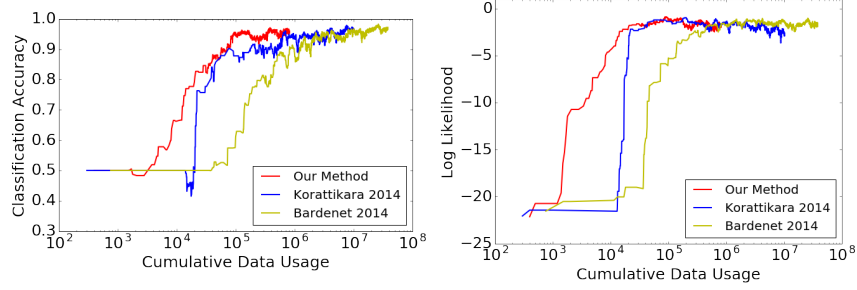 1.0
0.9
0.8
0.7
0.6
0.5
0.4
0.3
Classification Accuracy
Our Method
Korattikara 2014
Bardenet 2014
10^2 10^3 10^4 10^5 10^6 10^7 10^8
Cumulative Data Usage
0
−5
−10
−15
−20
−25
Log Likelihood
Our Method
Korattikara 2014
Bardenet 2014
10^2 10^3 10^4 10^5 10^6 10^7 10^8
Cumulative Data Usage